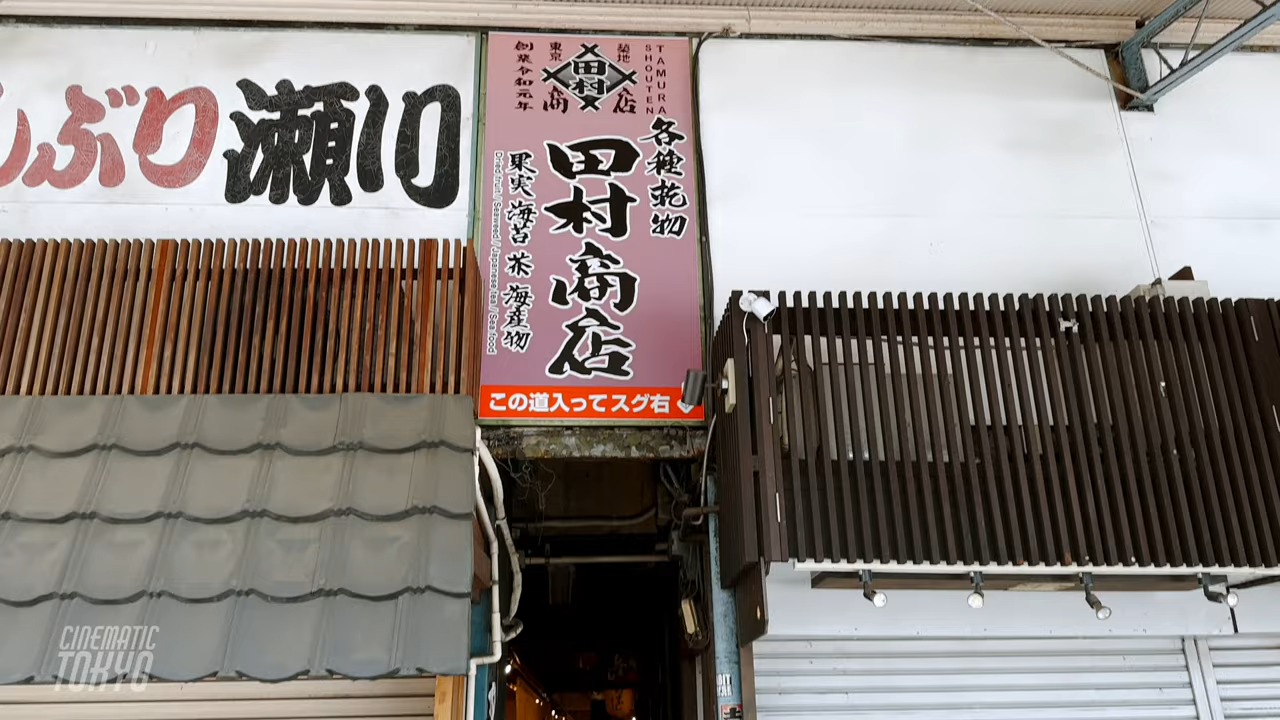 んぶり
瀬川
創業令和元年
東京
築地
田村
商店
TAMURA
SHOUTEN
各種乾物
田村商店
果実 海苔 茶 海産物
Dried fruit / Seaweed / Japanese tea / Sea food
この道入ってスグ右
CINEMATIC
TOKYO